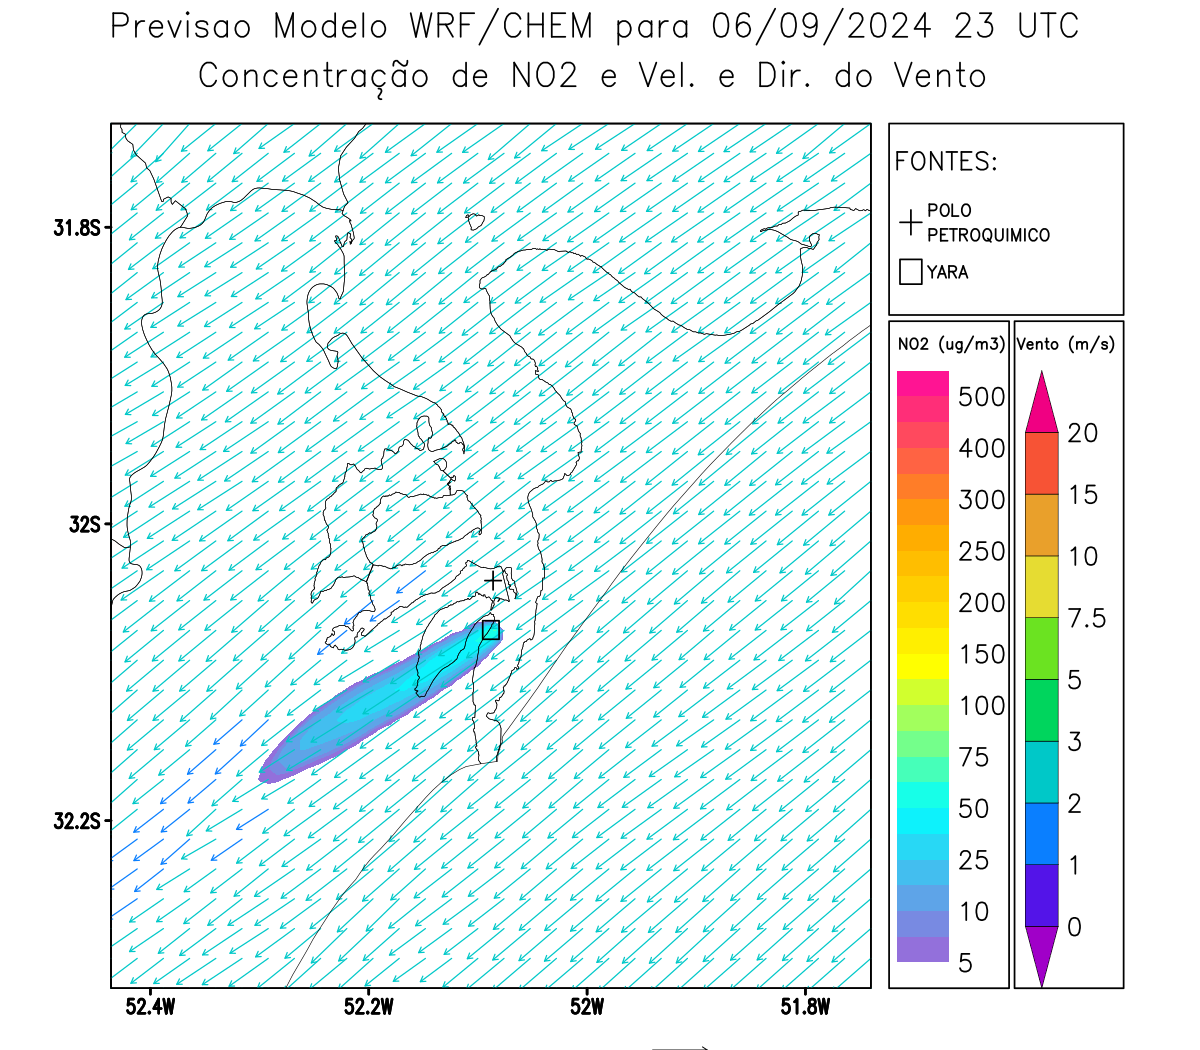 Previsao Modelo WRF/CHEM para 06/09/2024 23 UTC
Concentração de NO2 e Vel. e Dir. do Vento
FONTES:
POLO
PETROQUIMICO
YARA
NO2 (ug/m3)
500
400
300
250
200
150
100
75
50
25
10
5
Vento (m/s)
20
15
10
7.5
5
3
2
1
0
31.8S
32S
32.2S
52.4W
52.2W
52W
51.8W